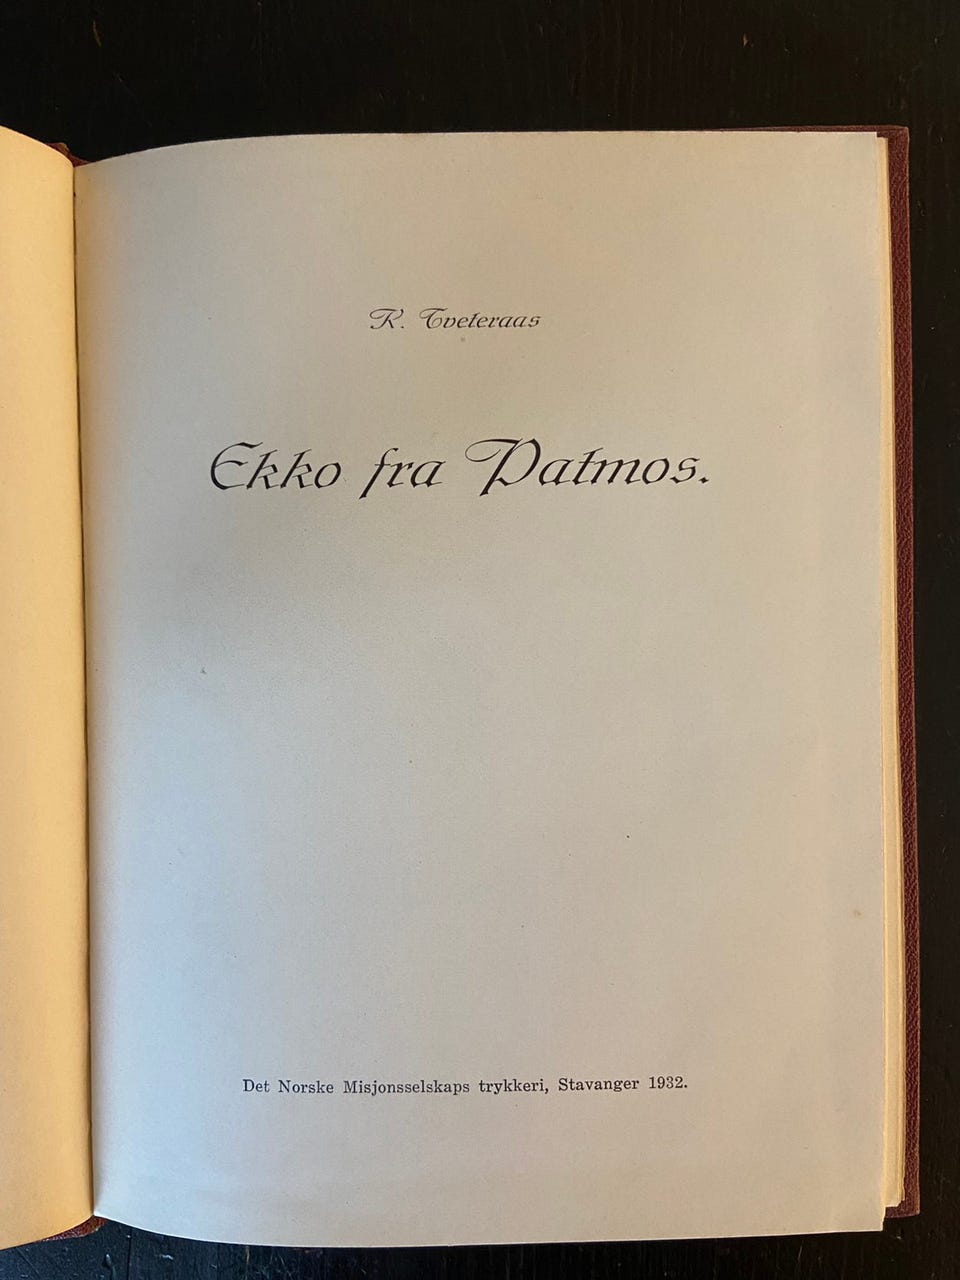 R. Tveteraas
Ekko fra Patmos.
Det Norske Misjonsselskaps trykkeri, Stavanger 1932.